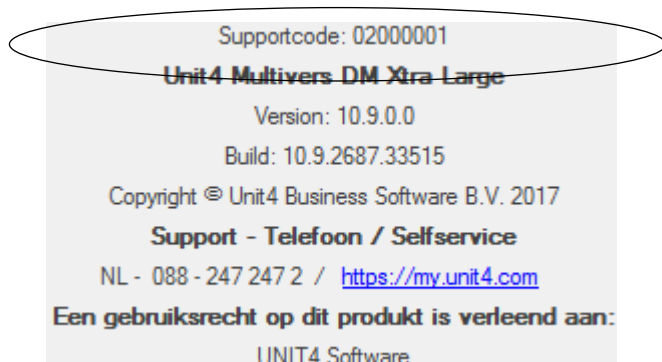 Supportcode: 02000001
Unit4 Multivers DM Xtra Large
Version: 10.9.0.0
Build: 10.9.2687.33515
Copyright © Unit4 Business Software B.V. 2017
Support - Telefoon / Selfservice
NL - 088 - 247 247 2 / https://my.unit4.com
Een gebruiksrecht op dit produkt is verleend aan:
UNIT4 Software